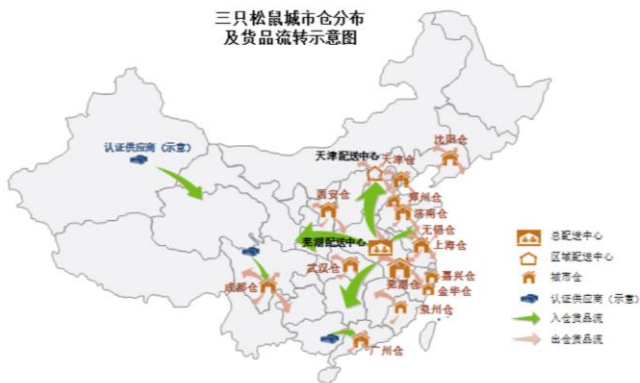 三只松鼠城市仓分布
及货品流转示意图
认证供应商（示意）
沈阳仓
天津配送中心
天津仓
西安仓
郑州仓
济南仓
无锡仓
芜湖配送中心
上海仓
武汉仓
芜湖仓
嘉兴仓
成都仓
金华仓
泉州仓
广州仓
总配送中心
区域配送中心
城市仓
认证供应商（示意）
入仓货品流
出仓货品流